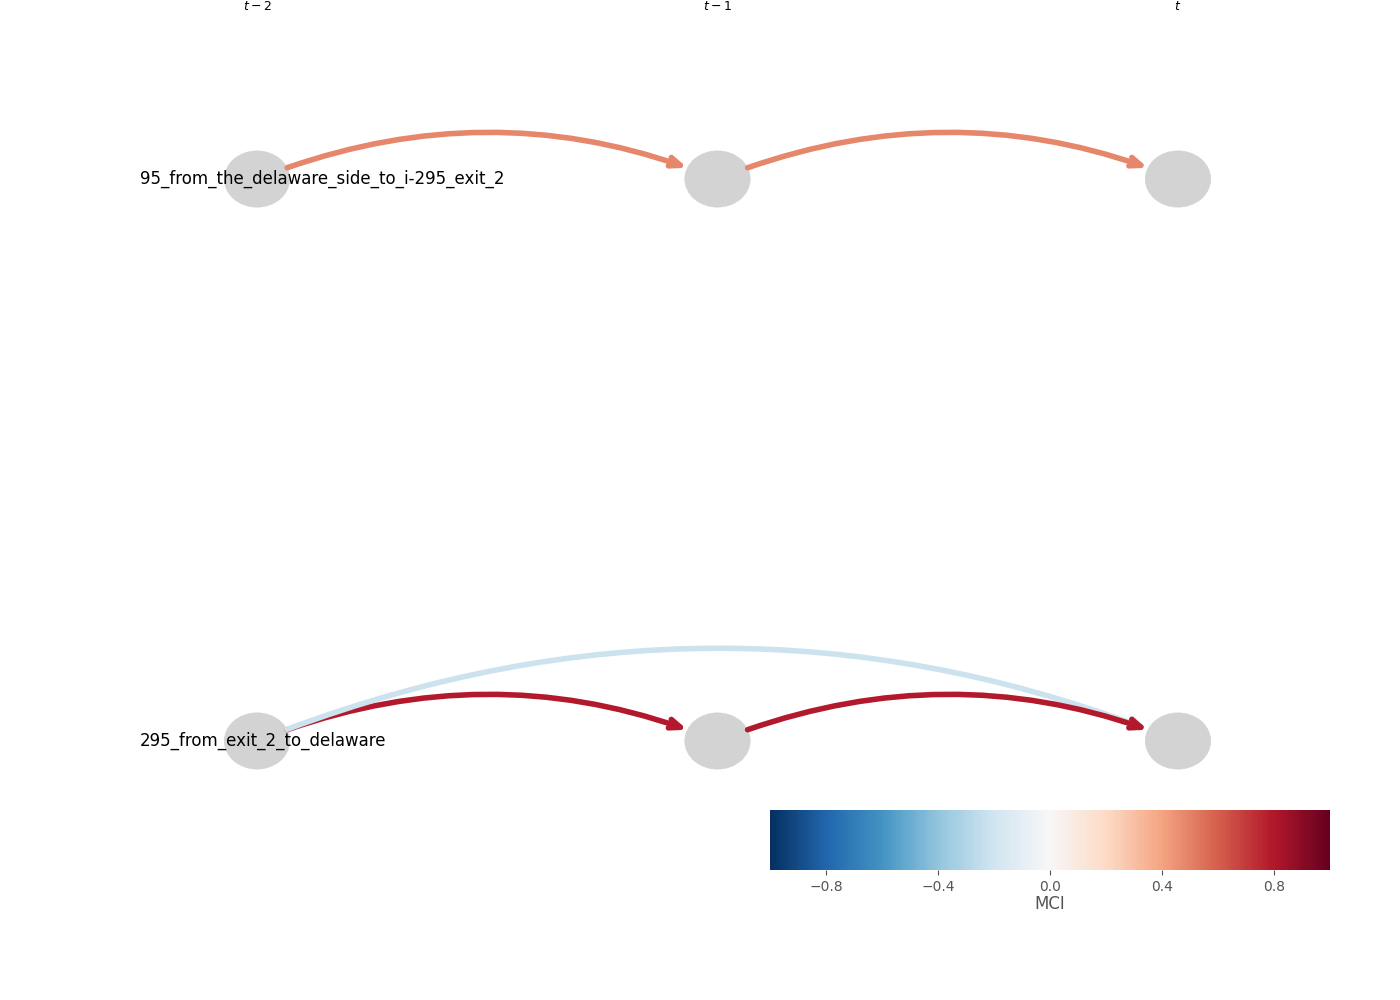 t − 2 t − 1 t
95_from_the_delaware_side_to_i-295_exit_2
295_from_exit_2_to_delaware
−0.8 −0.4 0.0 0.4 0.8
MCI